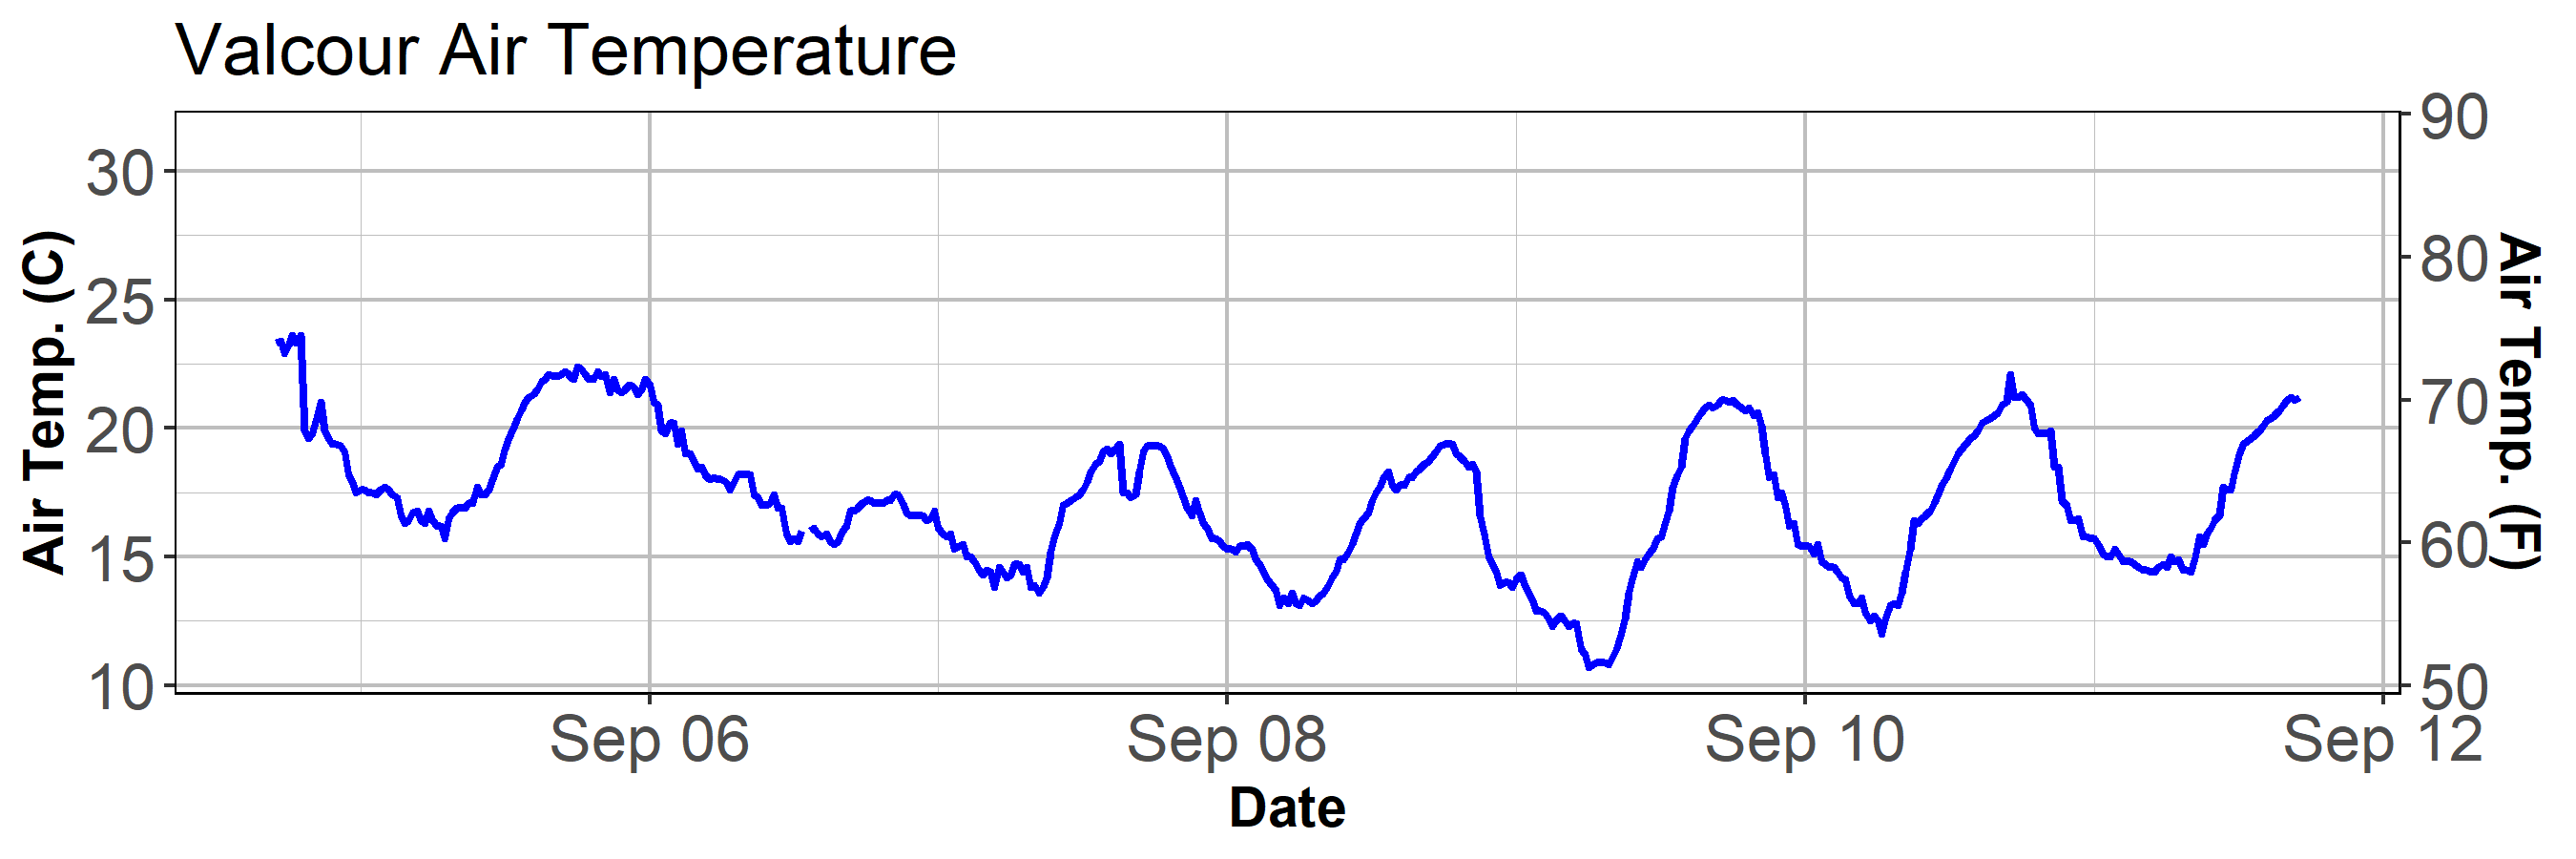 Valcour Air Temperature
Air Temp. (C)
30
25
20
15
10
90
80
70
60
50
Air Temp. (F)
Sep 06
Sep 08
Sep 10
Sep 12
Date